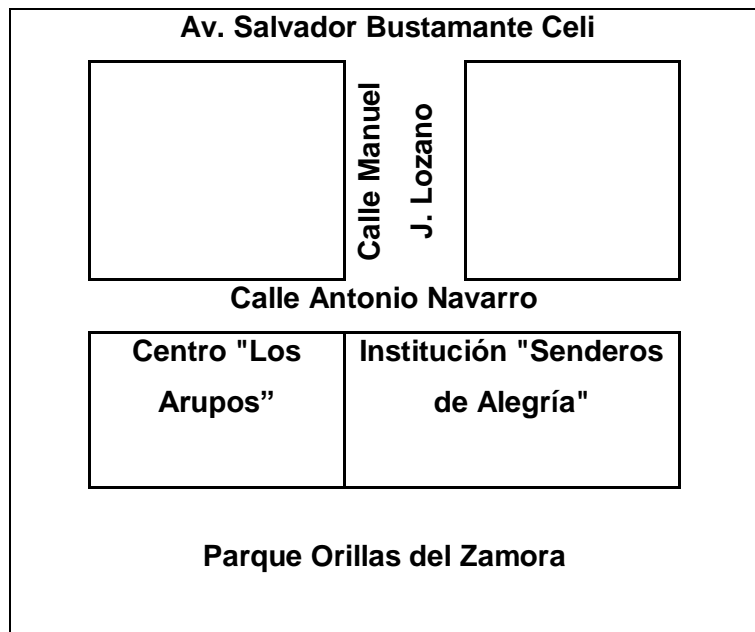 Av. Salvador Bustamante Celi
Calle Manuel
J. Lozano
Calle Antonio Navarro
Centro "Los
Arupos”
Institución "Senderos
de Alegría"
Parque Orillas del Zamora